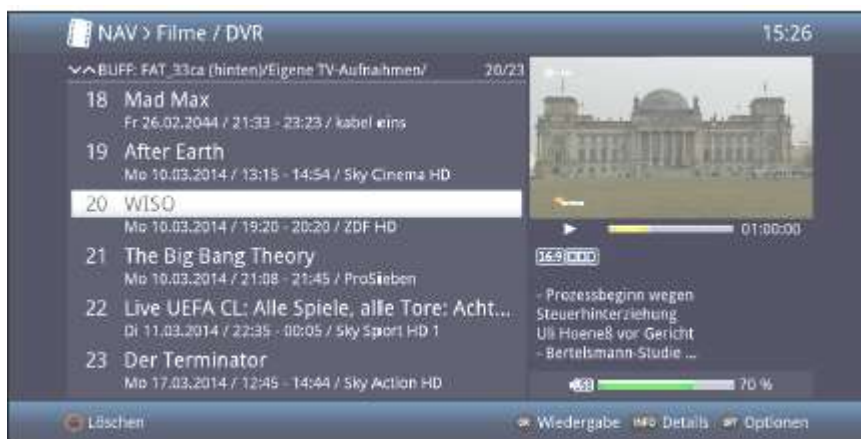 NAV > Filme / DVR
15:26
BUFF: FAT_33ca (hinten)/Eigene TV-Aufnahmen/ 20/23
18 Mad Max
Fr 26.02.2044 / 21:33 - 23:23 / kabel eins
19 After Earth
Mo 10.03.2014 / 13:15 - 14:54 / Sky Cinema HD
20 WISO
Mo 10.03.2014 / 19:20 - 20:20 / ZDF HD
21 The Big Bang Theory
Mo 10.03.2014 / 21:08 - 21:45 / ProSieben
22 Live UEFA CL: Alle Spiele, alle Tore: Acht...
Di 11.03.2014 / 22:35 - 00:05 / Sky Sport HD 1
23 Der Terminator
Mo 17.03.2014 / 12:45 - 14:44 / Sky Action HD
01:00:00
16:9
- Prozessbeginn wegen
Steuerhinterziehung
Uli Hoeneß vor Gericht
- Bertelsmann-Studie ...
70 %
Löschen
OK Wiedergabe INFO Details OPT Optionen